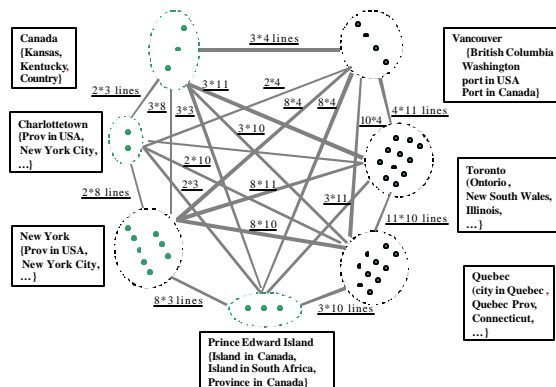 Canada
{Kansas,
Kentucky,
Country}
3*4 lines
Vancouver
{British Columbia
Washington
port in USA
Port in Canada}
2*3 lines
3*8
3*3
3*11
2*4
8*4
8*4
10*4
4*11 lines
Charlottetown
{Prov in USA,
New York City,
...}
3*10
2*10
2*3
8*11
3*11
Toronto
(Ontorio,
New South Wales,
Illinois,
...}
2*8 lines
8*10
11*10 lines
New York
{Prov in USA,
New York City,
...}
8*3 lines
3*10 lines
Quebec
(city in Quebec,
Quebec Prov,
Connecticut,
...}
Prince Edward Island
{Island in Canada,
Island in South Africa,
Province in Canada}